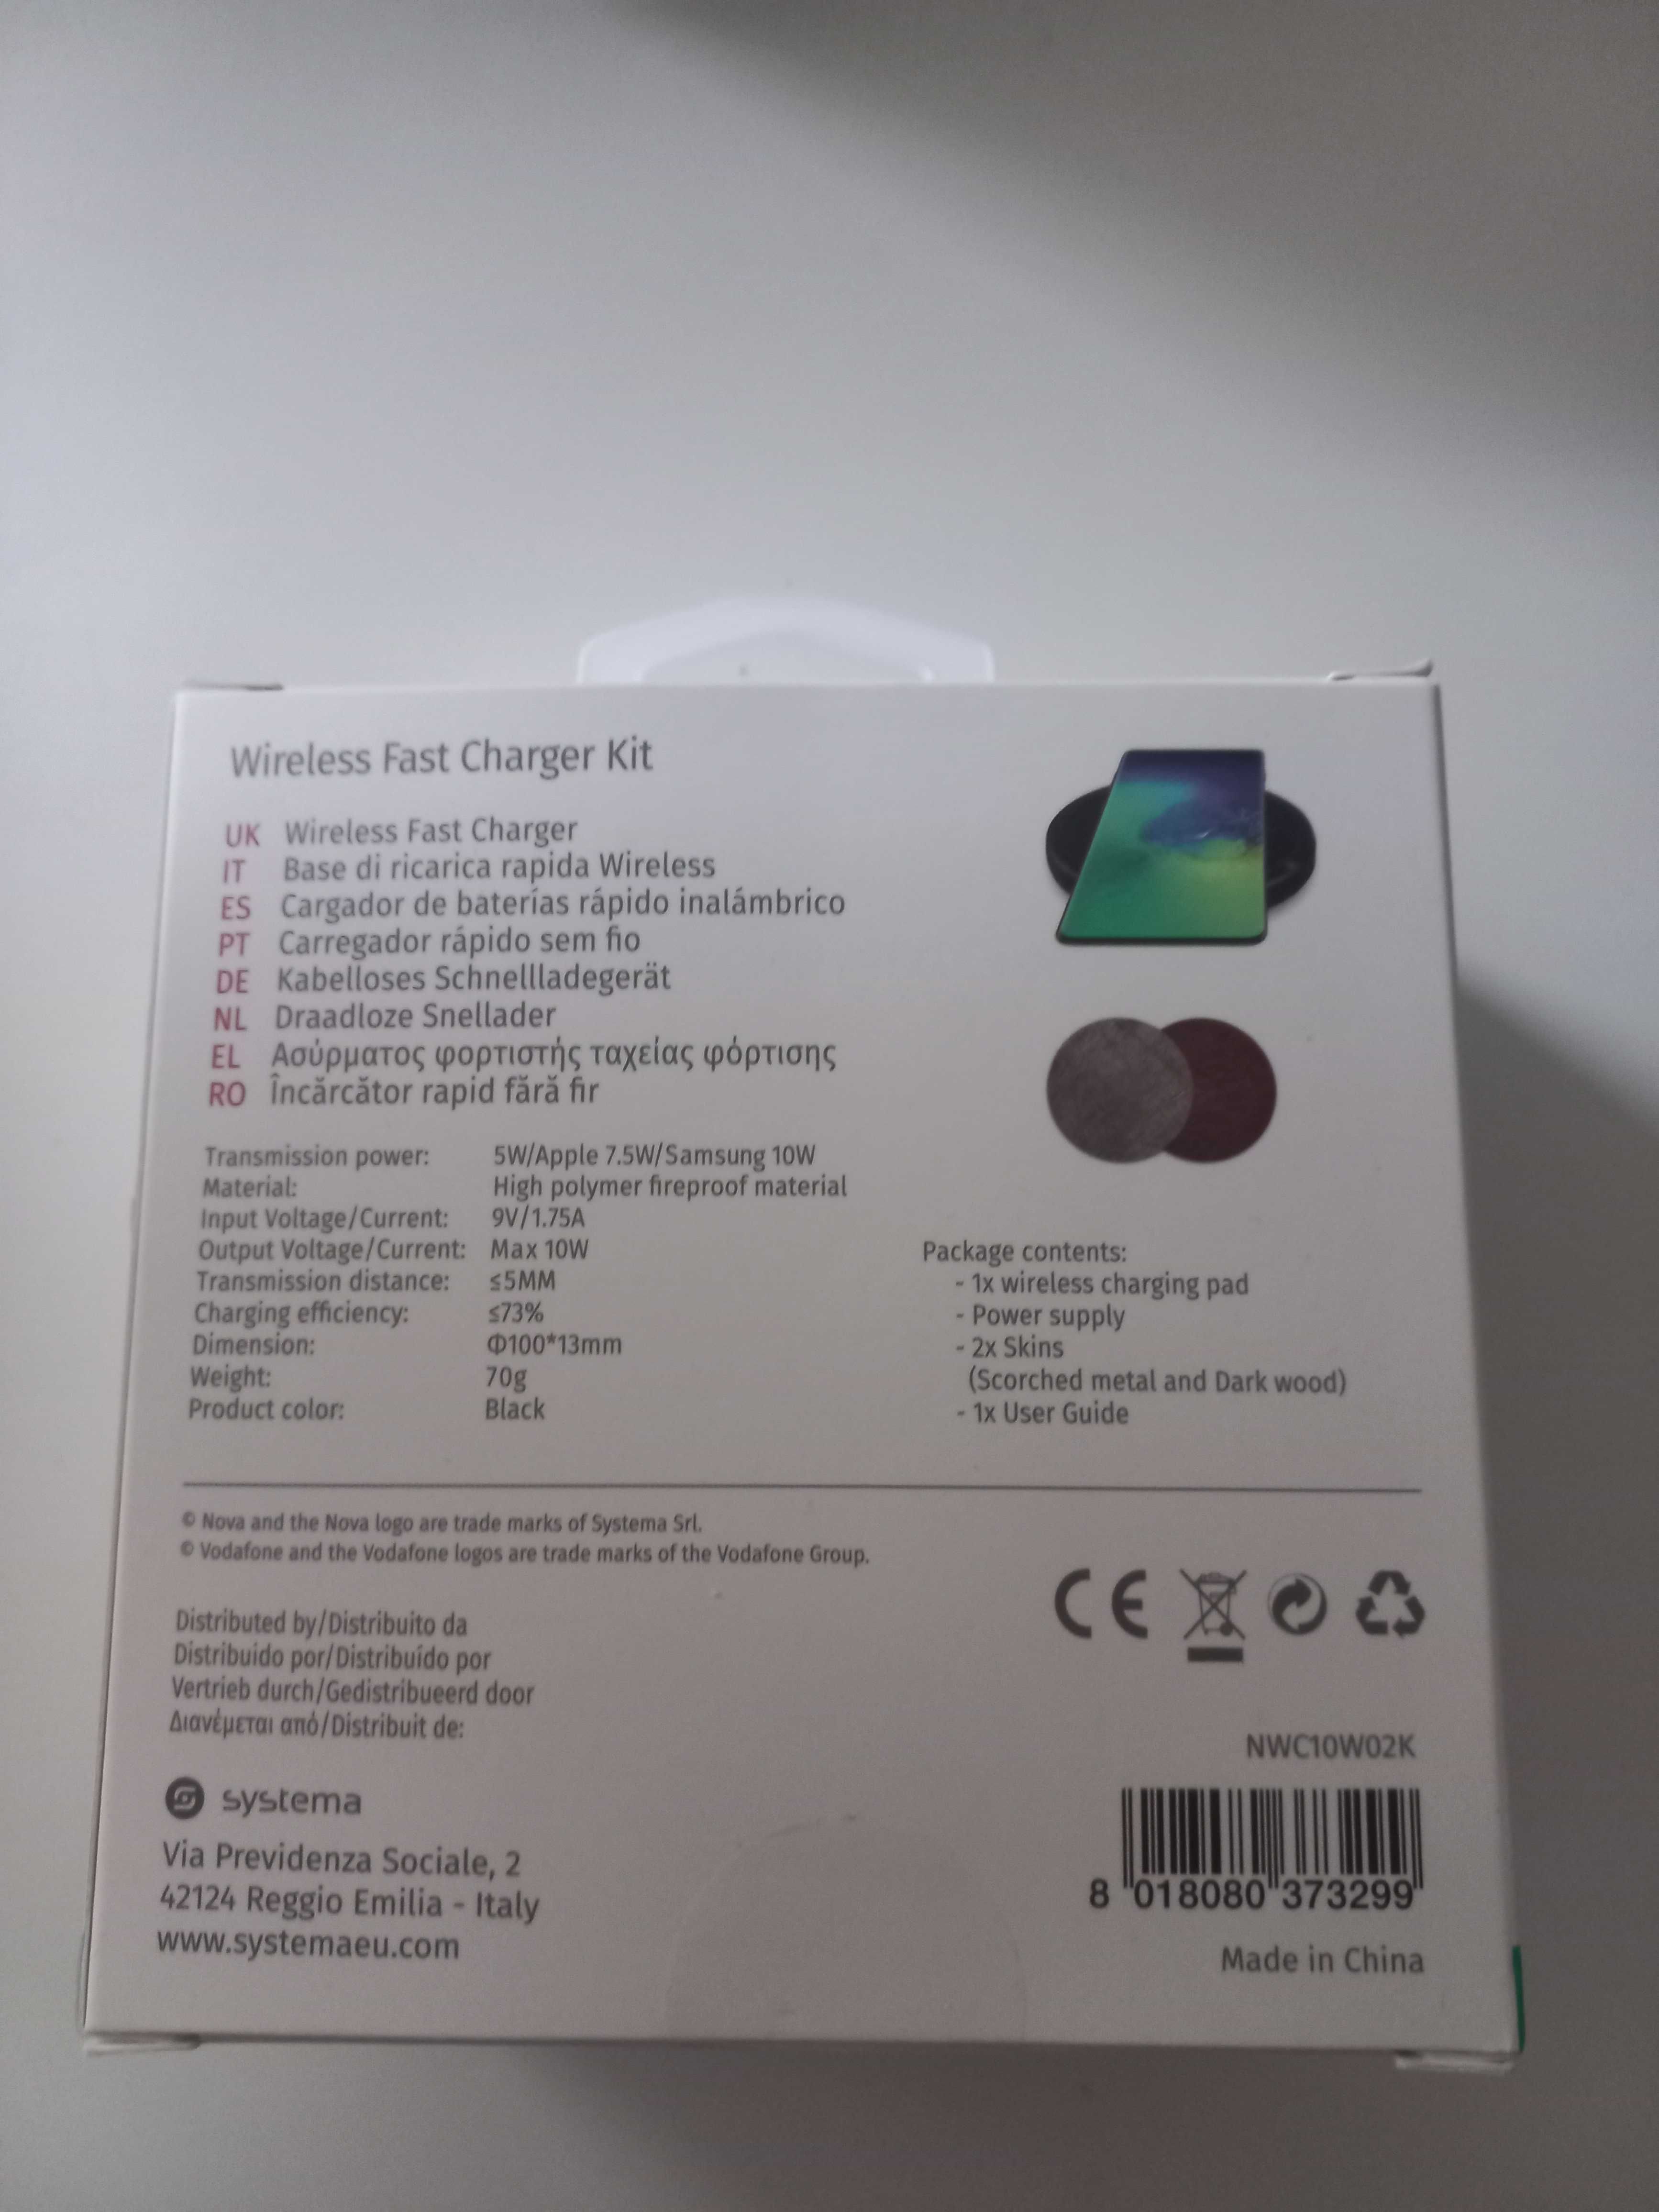 Wireless Fast Charger Kit
UK Wireless Fast Charger
IT Base di ricarica rapida Wireless
ES Cargador de baterías rápido inalámbrico
PT Carregador rápido sem fio
DE Kabelloses Schnellladegerät
NL Draadloze Snellader
EL Ασύρματος φορτιστής ταχείας φόρτισης
RO Încărcător rapid fără fir
Transmission power: 5W/Apple 7.5W/Samsung 10W
Material: High polymer fireproof material
Input Voltage/Current: 9V/1.75A
Output Voltage/Current: Max 10W
Transmission distance: ≤5MM
Charging efficiency: ≤73%
Dimension: Φ100*13mm
Weight: 70g
Product color: Black
Package contents:
- 1x wireless charging pad
- Power supply
- 2x Skins
(Scorched metal and Dark wood)
- 1x User Guide
© Nova and the Nova logo are trade marks of Systema Srl.
© Vodafone and the Vodafone logos are trade marks of the Vodafone Group.
Distributed by/Distribuito da
Distribuido por/Distribuído por
Vertrieb durch/Gedistribueerd door
Διανέμεται από/Distribuit de:
systema
Via Previdenza Sociale, 2
42124 Reggio Emilia - Italy
www.systemaeu.com
CE
NWC10W02K
8 018080 373299
Made in China